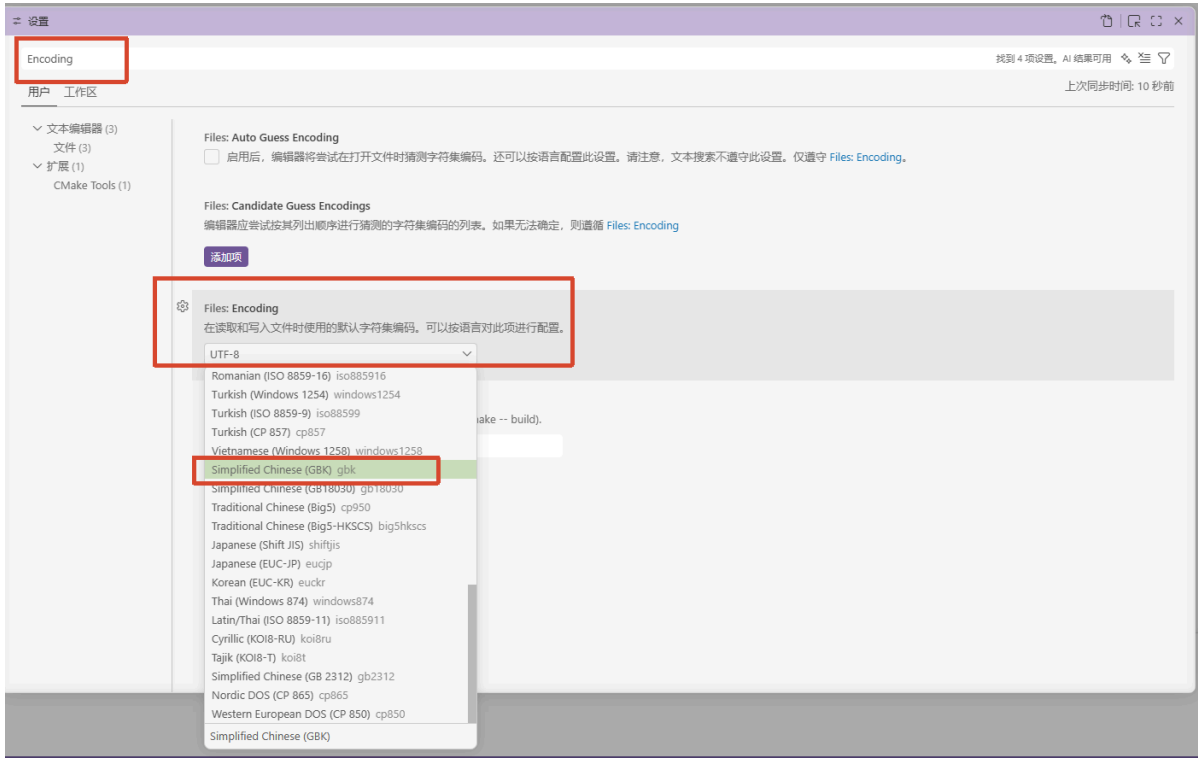 设置
Encoding
找到 4 项设置。AI 结果可用
用户 工作区
上次同步时间: 10 秒前
文本编辑器 (3)
文件 (3)
扩展 (1)
CMake Tools (1)
Files: Auto Guess Encoding
启用后，编辑器将尝试在打开文件时猜测字符集编码。还可以按语言配置此设置。请注意，文本搜索不遵守此设置。仅遵守 Files: Encoding。
Files: Candidate Guess Encodings
编辑器应尝试按其列出顺序进行猜测的字符集编码的列表。如果无法确定，则遵循 Files: Encoding
添加项
Files: Encoding
在读取和写入文件时使用的默认字符集编码。可以按语言对此项进行配置。
UTF-8
Romanian (ISO 8859-16) iso885916
Turkish (Windows 1254) windows1254
Turkish (ISO 8859-9) iso88599
ake -- build).
Turkish (CP 857) cp857
Vietnamese (Windows 1258) windows1258
Simplified Chinese (GBK) gbk
Simplified Chinese (GB18030) gb18030
Traditional Chinese (Big5) cp950
Traditional Chinese (Big5-HKSCS) big5hkscs
Japanese (Shift JIS) shiftjis
Japanese (EUC-JP) eucjp
Korean (EUC-KR) euckr
Thai (Windows 874) windows874
Latin/Thai (ISO 8859-11) iso885911
Cyrillic (KOI8-RU) koi8ru
Tajik (KOI8-T) koi8t
Simplified Chinese (GB 2312) gb2312
Nordic DOS (CP 865) cp865
Western European DOS (CP 850) cp850
Simplified Chinese (GBK)